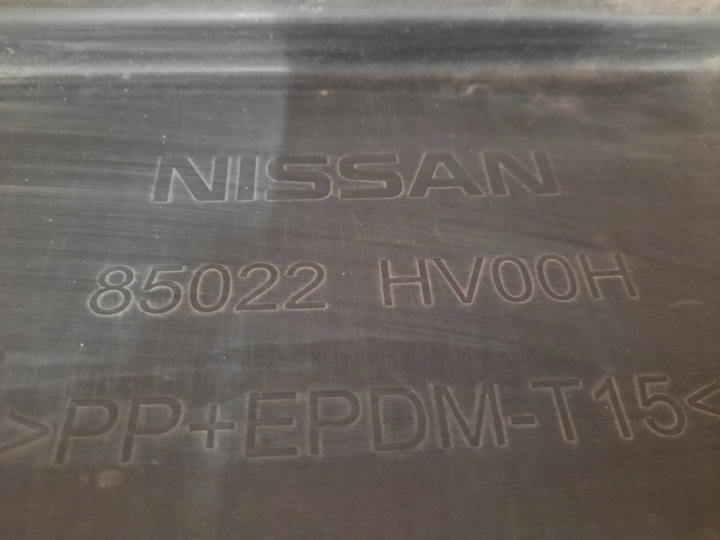 NISSAN
85022 HV00H
>PP+EPDM-T15<